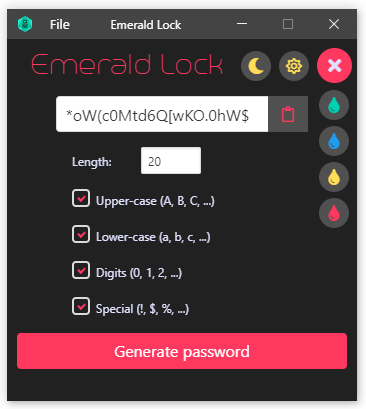 File
Emerald Lock
Emerald Lock
*oW(c0Mtd6Q[wKO.0hW$
Length:
20
Upper-case (A, B, C, ...)
Lower-case (a, b, c, ...)
Digits (0, 1, 2, ...)
Special (!, $, %, ...)
Generate password